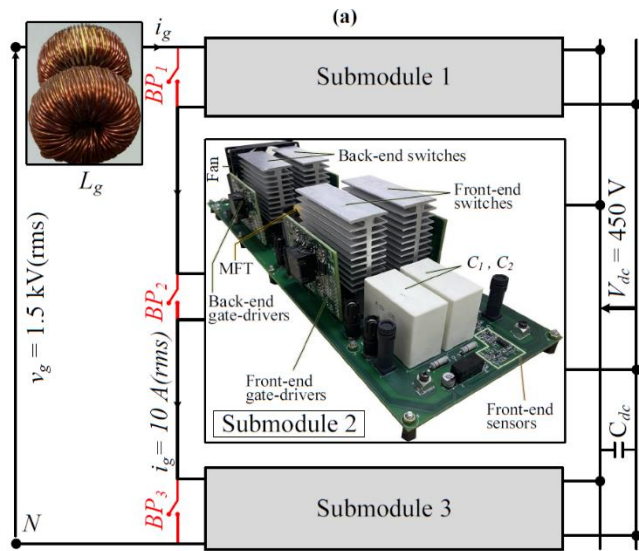 (a)
i_g
Submodule 1
BP_1
L_g
Fan
Back-end switches
Front-end
switches
MFT
C_1 , C_2
Back-end
gate-drivers
BP_2
v_g = 1.5 kV(rms)
V_dc = 450 V
i_g = 10 A(rms)
Front-end
gate-drivers
Front-end
sensors
Submodule 2
C_dc
BP_3
N
Submodule 3